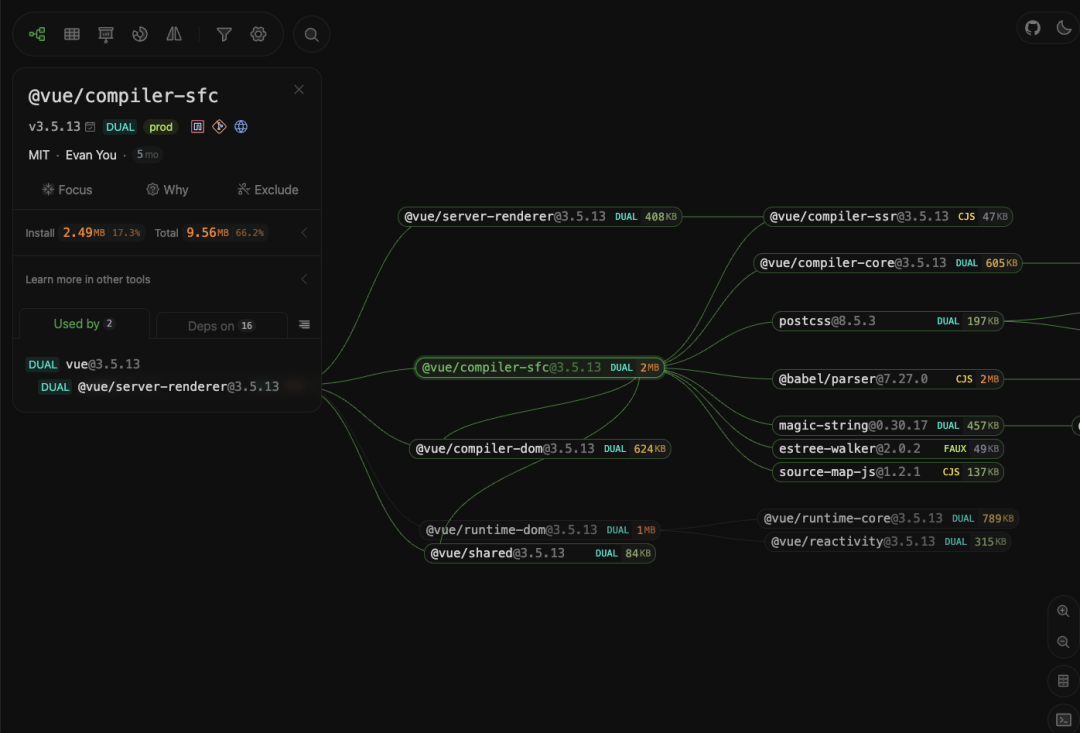 @vue/compiler-sfc
v3.5.13 DUAL prod
MIT · Evan You · 5mo
Focus Why Exclude
Install 2.49MB 17.3% Total 9.56MB 66.2%
Learn more in other tools
Used by 2 Deps on 16
DUAL vue@3.5.13
DUAL @vue/server-renderer@3.5.13
@vue/server-renderer@3.5.13 DUAL 408KB
@vue/compiler-sfc@3.5.13 DUAL 2MB
@vue/compiler-dom@3.5.13 DUAL 624KB
@vue/runtime-dom@3.5.13 DUAL 1MB
@vue/shared@3.5.13 DUAL 84KB
@vue/compiler-ssr@3.5.13 CJS 47KB
@vue/compiler-core@3.5.13 DUAL 605KB
postcss@8.5.3 DUAL 197KB
@babel/parser@7.27.0 CJS 2MB
magic-string@0.30.17 DUAL 457KB
estree-walker@2.0.2 FAUX 49KB
source-map-js@1.2.1 CJS 137KB
@vue/runtime-core@3.5.13 DUAL 789KB
@vue/reactivity@3.5.13 DUAL 315KB